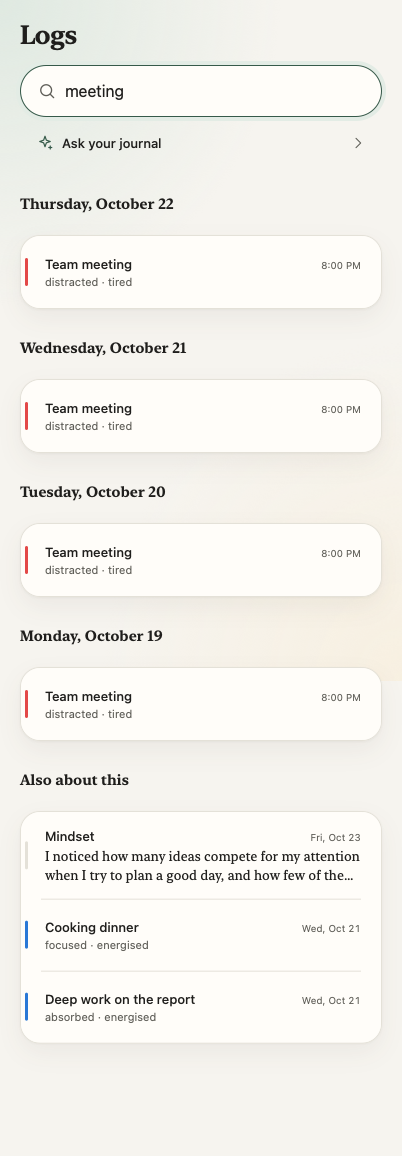 Logs
meeting
Ask your journal
Thursday, October 22
Team meeting 8:00 PM
distracted · tired
Wednesday, October 21
Team meeting 8:00 PM
distracted · tired
Tuesday, October 20
Team meeting 8:00 PM
distracted · tired
Monday, October 19
Team meeting 8:00 PM
distracted · tired
Also about this
Mindset Fri, Oct 23
I noticed how many ideas compete for my attention
when I try to plan a good day, and how few of the...
Cooking dinner Wed, Oct 21
focused · energised
Deep work on the report Wed, Oct 21
absorbed · energised